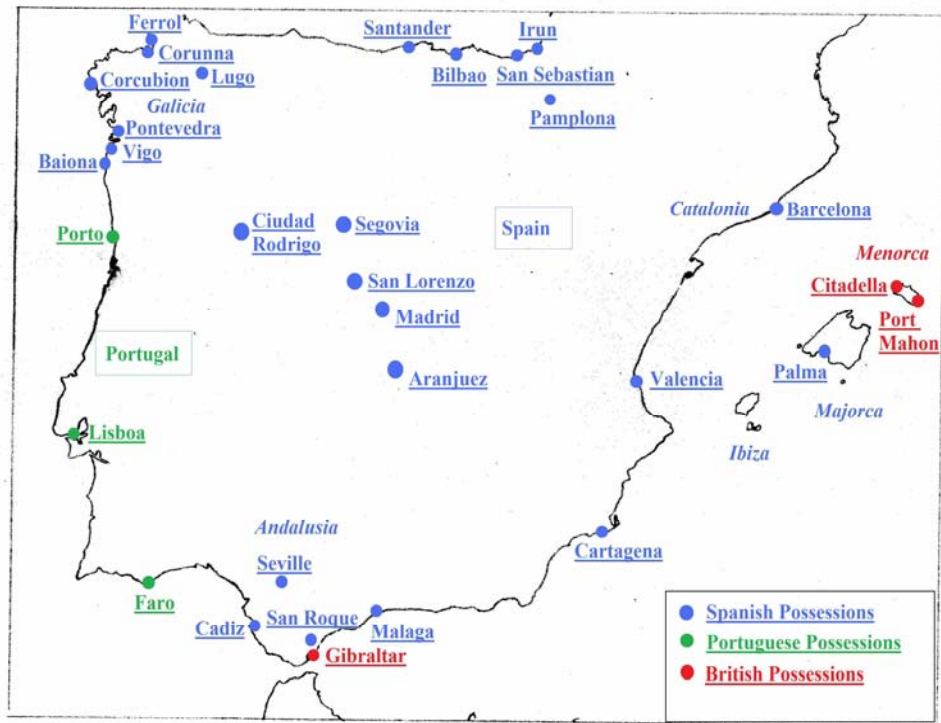 Ferrol
Santander
Irun
Corunna
Bilbao
San Sebastian
Corcubion
Lugo
Galicia
Pamplona
Pontevedra
Vigo
Baiona
Catalonia
Barcelona
Porto
Ciudad
Rodrigo
Segovia
Spain
Menorca
Citadella
San Lorenzo
Port
Mahon
Madrid
Portugal
Palma
Aranjuez
Valencia
Majorca
Lisboa
Ibiza
Andalusia
Cartagena
Seville
Faro
San Roque
Cadiz
Malaga
Gibraltar
Spanish Possessions
Portuguese Possessions
British Possessions